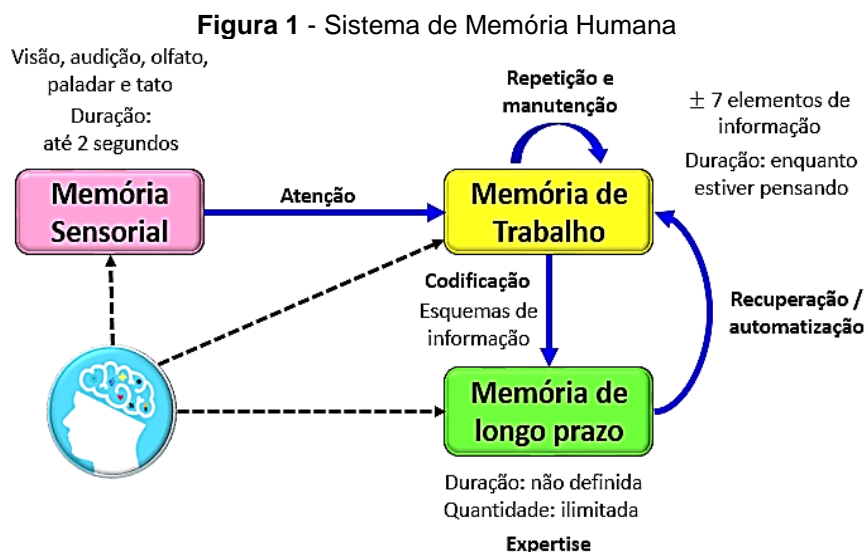 Figura 1 - Sistema de Memória Humana
Visão, audição, olfato,
paladar e tato
Duração:
até 2 segundos
Memória
Sensorial
Atenção
Repetição e
manutenção
Memória de
Trabalho
± 7 elementos de
informação
Duração: enquanto
estiver pensando
Codificação
Esquemas de
informação
Recuperação /
automatização
Memória de
longo prazo
Duração: não definida
Quantidade: ilimitada
Expertise